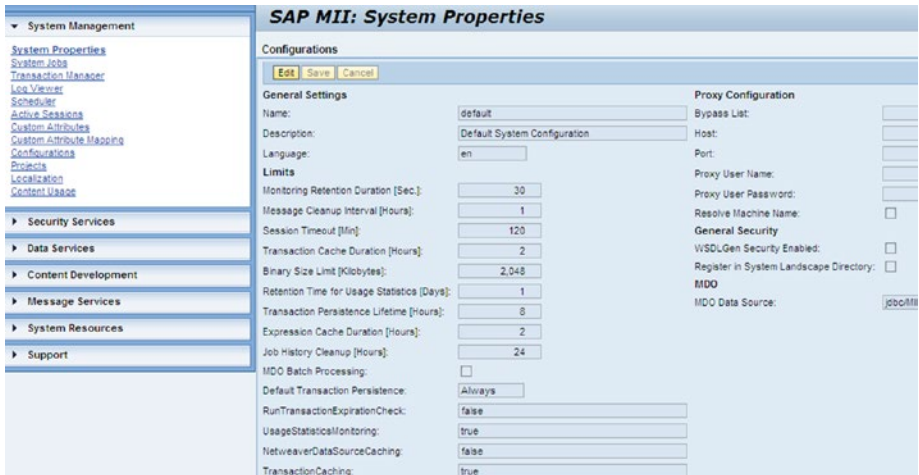 SAP MII: System Properties
System Management
System Properties
System Jobs
Transaction Manager
Log Viewer
Scheduler
Active Sessions
Custom Attributes
Custom Attribute Mapping
Configurations
Projects
Localization
Content Usage
Security Services
Data Services
Content Development
Message Services
System Resources
Support
Configurations
Edit Save Cancel
General Settings
Name: default
Description: Default System Configuration
Language: en
Limits
Monitoring Retention Duration [Sec.]: 30
Message Cleanup Interval [Hours]: 1
Session Timeout [Min]: 120
Transaction Cache Duration [Hours]: 2
Binary Size Limit [Kilobytes]: 2,048
Retention Time for Usage Statistics [Days]: 1
Transaction Persistence Lifetime [Hours]: 8
Expression Cache Duration [Hours]: 2
Job History Cleanup [Hours]: 24
MDO Batch Processing:
Default Transaction Persistence: Always
RunTransactionExpirationCheck: false
UsageStatisticsMonitoring: true
NetweaverDataSourceCaching: false
TransactionCaching: true
Proxy Configuration
Bypass List:
Host:
Port:
Proxy User Name:
Proxy User Password:
Resolve Machine Name:
General Security
WSDLGen Security Enabled:
Register in System Landscape Directory:
MDO
MDO Data Source: jdbc/MII